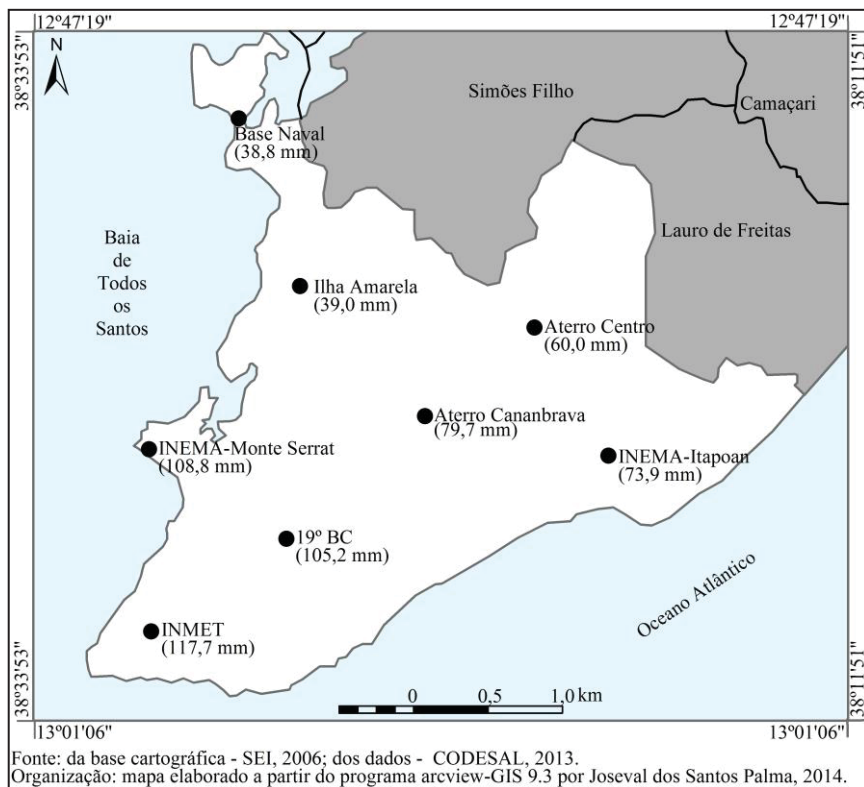 12º47'19"
12º47'19"
38º33'53"
38º11'51"
N
Simões Filho
Camaçari
Base Naval
(38,8 mm)
Lauro de Freitas
Baia
de
Todos
os
Santos
Ilha Amarela
(39,0 mm)
Aterro Centro
(60,0 mm)
Aterro Cananbrava
(79,7 mm)
INEMA-Monte Serrat
(108,8 mm)
INEMA-Itapoan
(73,9 mm)
19º BC
(105,2 mm)
Oceano Atlântico
INMET
(117,7 mm)
38º33'53"
38º11'51"
0 0,5 1,0 km
13º01'06"
13º01'06"
Fonte: da base cartográfica - SEI, 2006; dos dados - CODESAL, 2013.
Organização: mapa elaborado a partir do programa arcview-GIS 9.3 por Joseval dos Santos Palma, 2014.